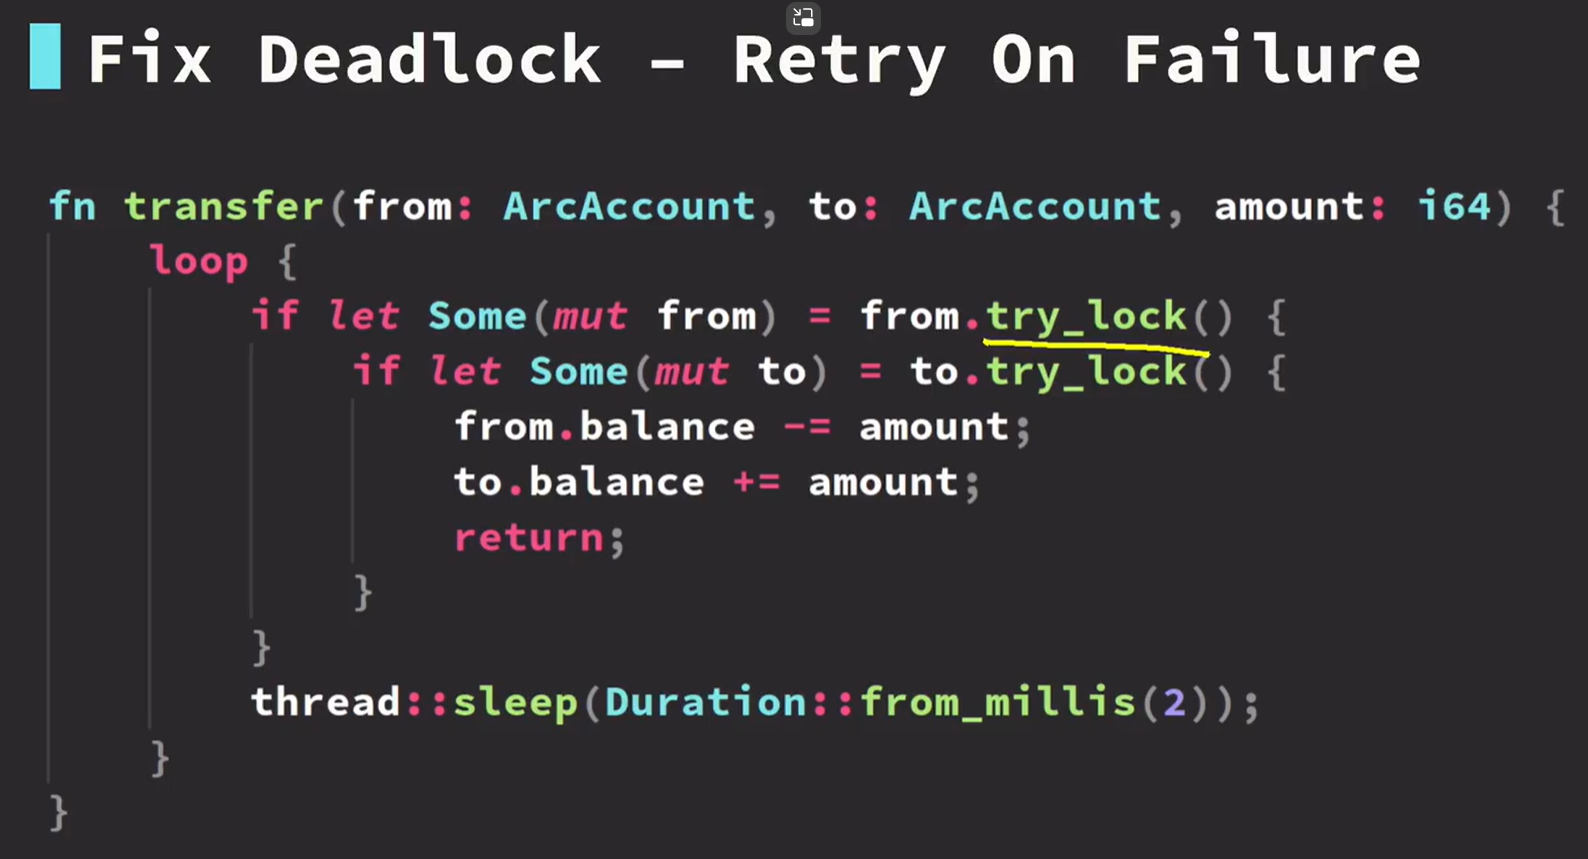 Fix Deadlock – Retry On Failure
fn transfer(from: ArcAccount, to: ArcAccount, amount: i64) {
    loop {
        if let Some(mut from) = from.try_lock() {
            if let Some(mut to) = to.try_lock() {
                from.balance -= amount;
                to.balance += amount;
                return;
            }
        }
        thread::sleep(Duration::from_millis(2));
    }
}